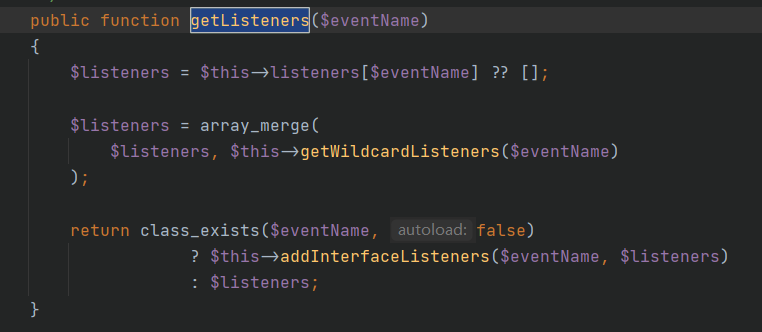 public function getListeners($eventName)
{
    $listeners = $this->listeners[$eventName] ?? [];
    $listeners = array_merge(
        $listeners, $this->getWildcardListeners($eventName)
    );
    return class_exists($eventName, autoload: false)
                ? $this->addInterfaceListeners($eventName, $listeners)
                : $listeners;
}